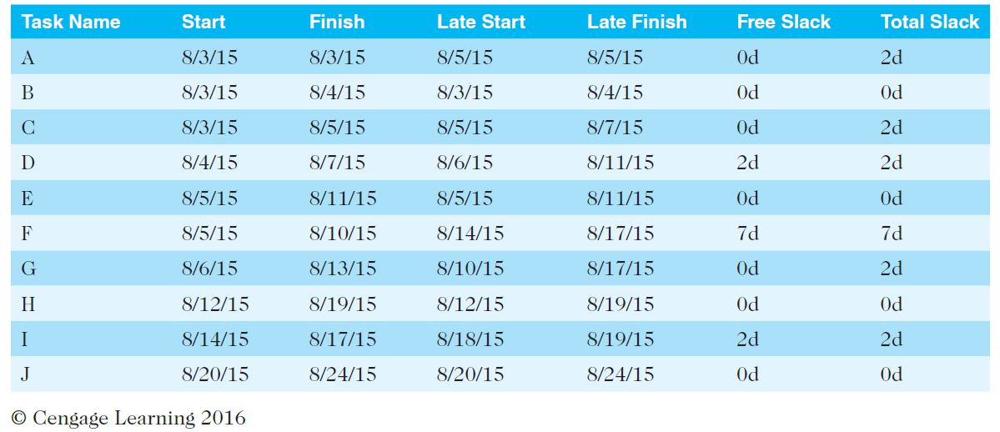 Task Name Start Finish Late Start Late Finish Free Slack Total Slack
A 8/3/15 8/3/15 8/5/15 8/5/15 0d 2d
B 8/3/15 8/4/15 8/3/15 8/4/15 0d 0d
C 8/3/15 8/5/15 8/5/15 8/7/15 0d 2d
D 8/4/15 8/7/15 8/6/15 8/11/15 2d 2d
E 8/5/15 8/11/15 8/5/15 8/11/15 0d 0d
F 8/5/15 8/10/15 8/14/15 8/17/15 7d 7d
G 8/6/15 8/13/15 8/10/15 8/17/15 0d 2d
H 8/12/15 8/19/15 8/12/15 8/19/15 0d 0d
I 8/14/15 8/17/15 8/18/15 8/19/15 2d 2d
J 8/20/15 8/24/15 8/20/15 8/24/15 0d 0d
© Cengage Learning 2016